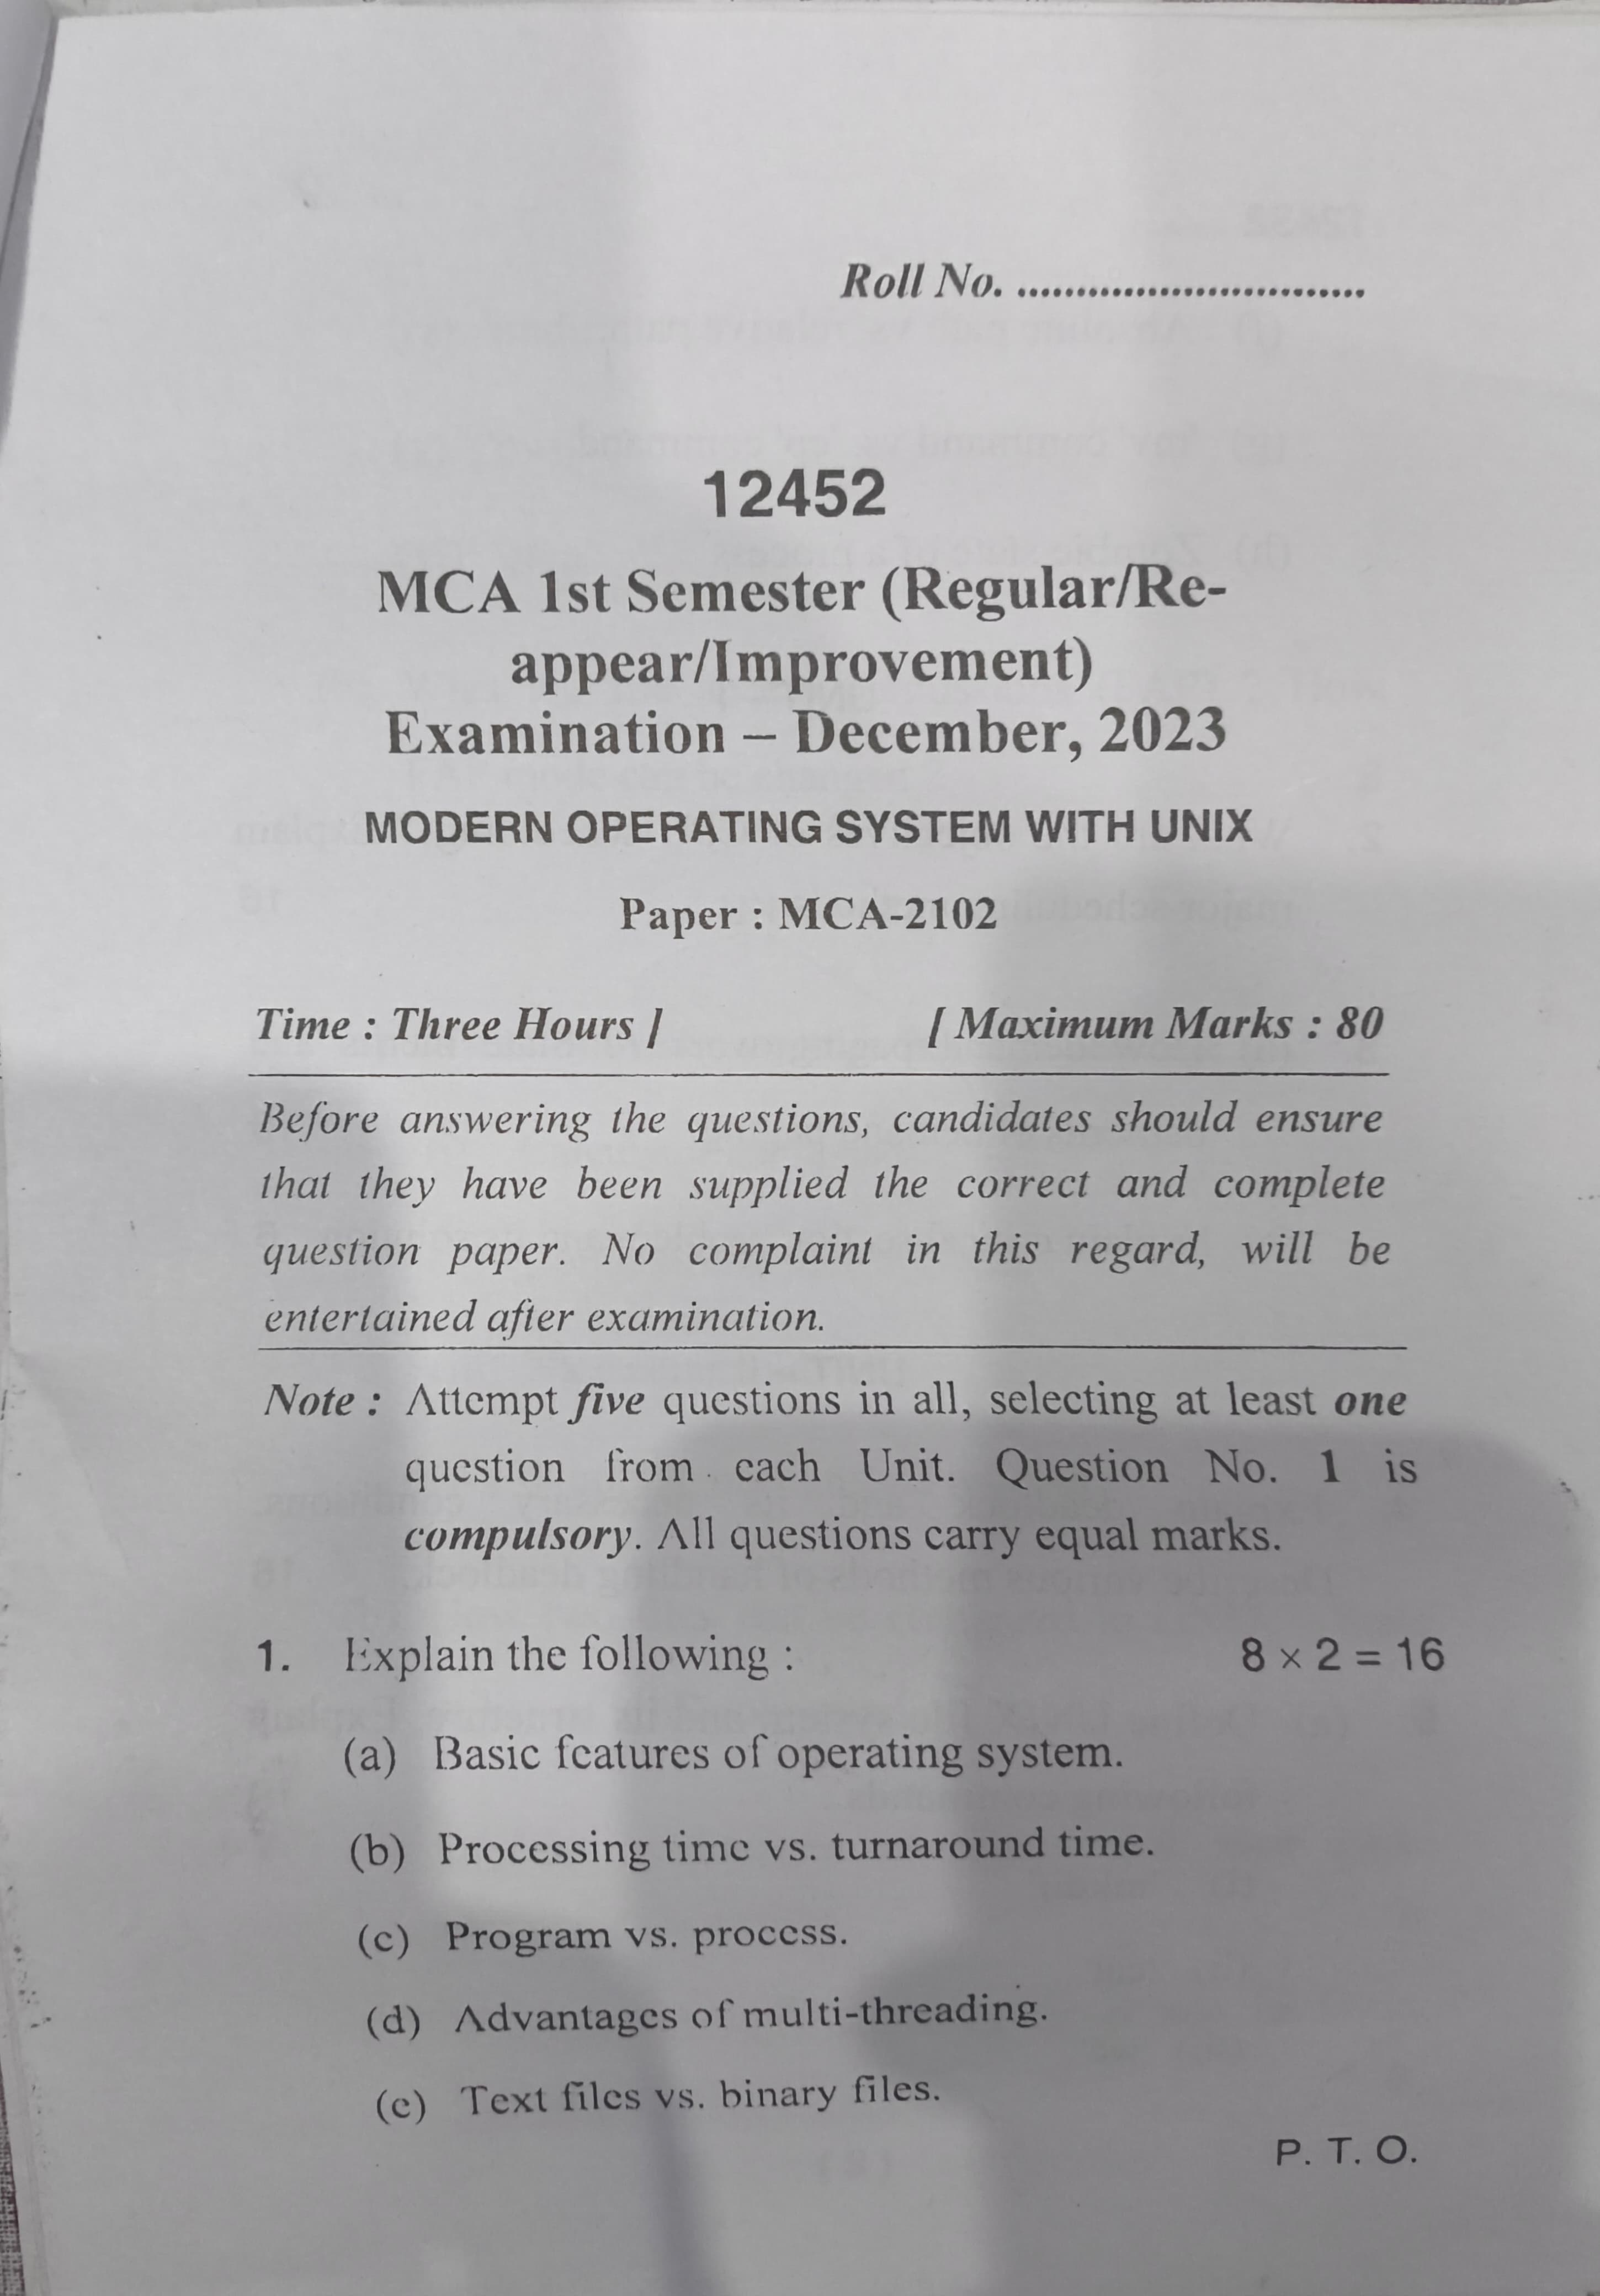 Roll No. .............................
12452
MCA 1st Semester (Regular/Re-
appear/Improvement)
Examination – December, 2023
MODERN OPERATING SYSTEM WITH UNIX
Paper : MCA-2102
Time : Three Hours ] [ Maximum Marks : 80
Before answering the questions, candidates should ensure
that they have been supplied the correct and complete
question paper. No complaint in this regard, will be
entertained after examination.
Note : Attempt five questions in all, selecting at least one
question from each Unit. Question No. 1 is
compulsory. All questions carry equal marks.
1. Explain the following : 8 × 2 = 16
(a) Basic features of operating system.
(b) Processing time vs. turnaround time.
(c) Program vs. process.
(d) Advantages of multi-threading.
(e) Text files vs. binary files.
P. T. O.